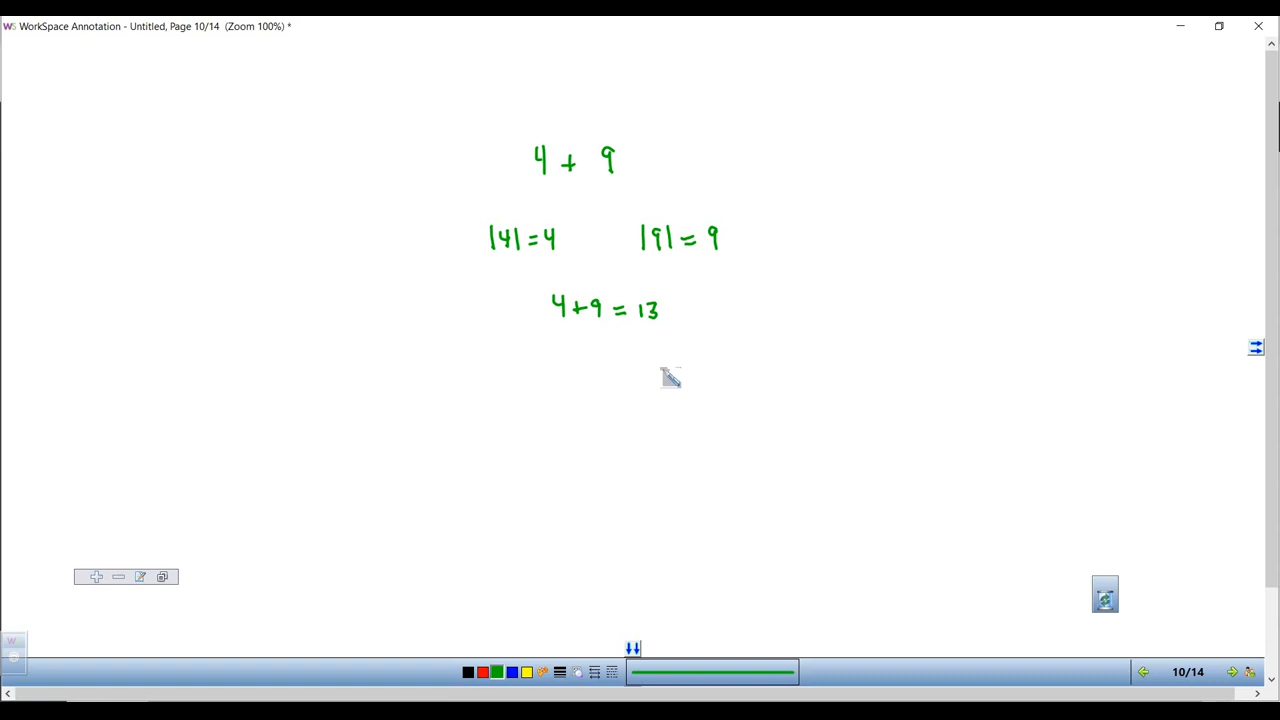 WS WorkSpace Annotation - Untitled, Page 10/14 (Zoom 100%) *
4 + 9
|4| = 4 |9| = 9
4 + 9 = 13
W
10/14